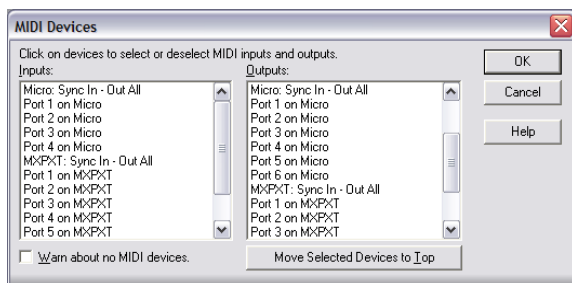 MIDI Devices
Click on devices to select or deselect MIDI inputs and outputs.
Inputs:
Micro: Sync In - Out All
Port 1 on Micro
Port 2 on Micro
Port 3 on Micro
Port 4 on Micro
MXPXT: Sync In - Out All
Port 1 on MXPXT
Port 2 on MXPXT
Port 3 on MXPXT
Port 4 on MXPXT
Port 5 on MXPXT
Outputs:
Micro: Sync In - Out All
Port 1 on Micro
Port 2 on Micro
Port 3 on Micro
Port 4 on Micro
Port 5 on Micro
Port 6 on Micro
MXPXT: Sync In - Out All
Port 1 on MXPXT
Port 2 on MXPXT
Port 3 on MXPXT
OK
Cancel
Help
Warn about no MIDI devices.
Move Selected Devices to Top